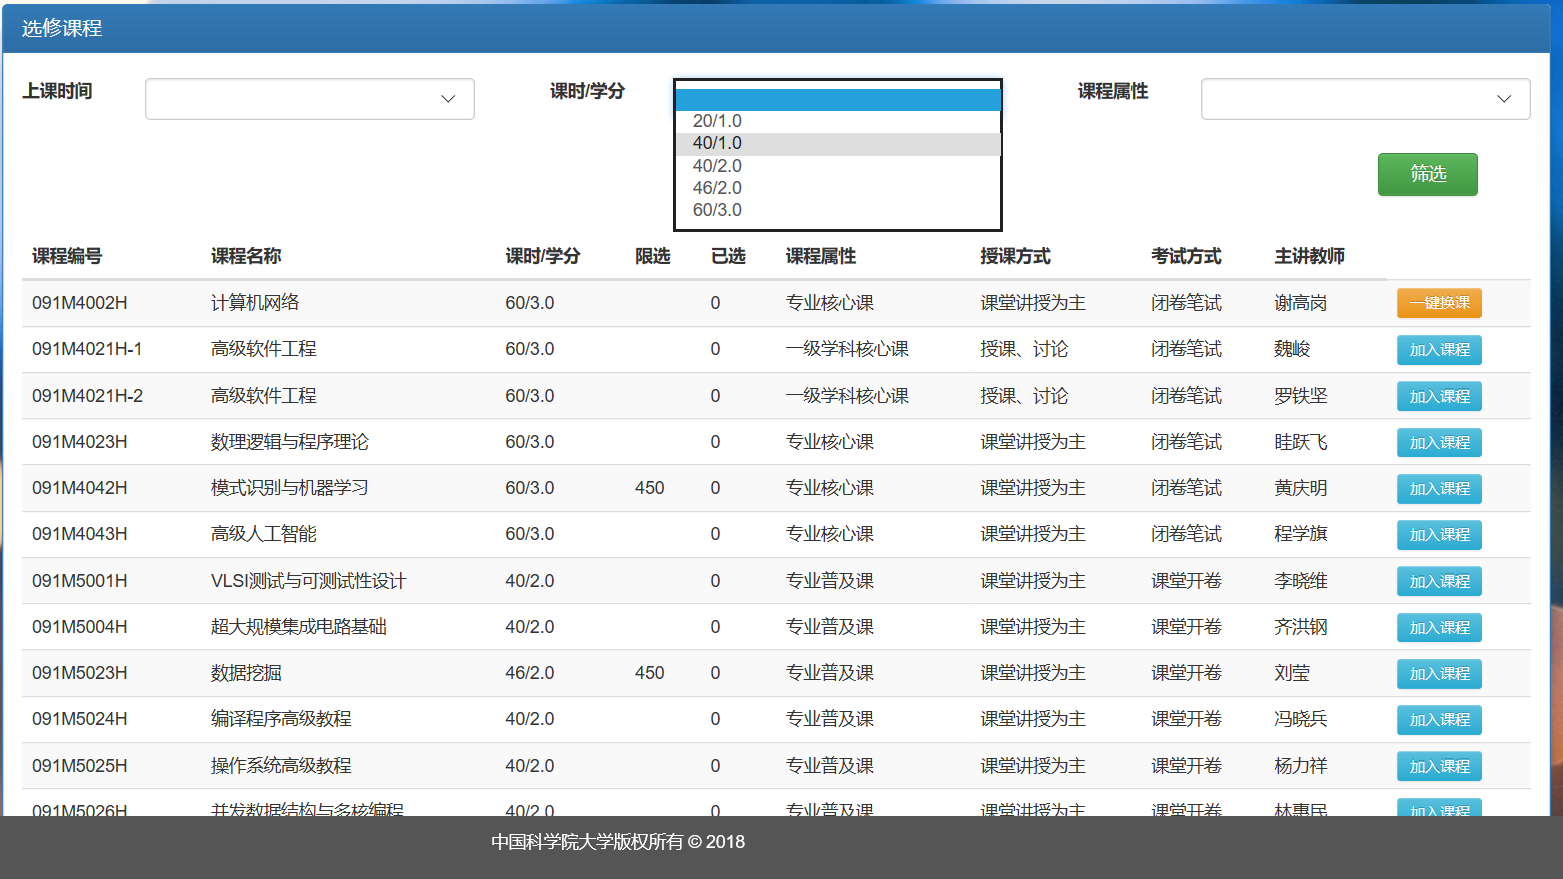 选修课程
上课时间 课时/学分 课程属性
20/1.0
40/1.0
40/2.0
46/2.0
60/3.0
筛选
课程编号 课程名称 课时/学分 限选 已选 课程属性 授课方式 考试方式 主讲教师
091M4002H 计算机网络 60/3.0 0 专业核心课 课堂讲授为主 闭卷笔试 谢高岗 一键换课
091M4021H-1 高级软件工程 60/3.0 0 一级学科核心课 授课、讨论 闭卷笔试 魏峻 加入课程
091M4021H-2 高级软件工程 60/3.0 0 一级学科核心课 授课、讨论 闭卷笔试 罗铁坚 加入课程
091M4023H 数理逻辑与程序理论 60/3.0 0 专业核心课 课堂讲授为主 闭卷笔试 眭跃飞 加入课程
091M4042H 模式识别与机器学习 60/3.0 450 0 专业核心课 课堂讲授为主 闭卷笔试 黄庆明 加入课程
091M4043H 高级人工智能 60/3.0 0 专业核心课 课堂讲授为主 闭卷笔试 程学旗 加入课程
091M5001H VLSI测试与可测试性设计 40/2.0 0 专业普及课 课堂讲授为主 课堂开卷 李晓维 加入课程
091M5004H 超大规模集成电路基础 40/2.0 0 专业普及课 课堂讲授为主 课堂开卷 齐洪钢 加入课程
091M5023H 数据挖掘 46/2.0 450 0 专业普及课 课堂讲授为主 课堂开卷 刘莹 加入课程
091M5024H 编译程序高级教程 40/2.0 0 专业普及课 课堂讲授为主 课堂开卷 冯晓兵 加入课程
091M5025H 操作系统高级教程 40/2.0 0 专业普及课 课堂讲授为主 课堂开卷 杨力祥 加入课程
091M5026H 并发数据结构与多核编程 40/2.0 0 专业普及课 课堂讲授为主 课堂开卷 林惠民 加入课程
中国科学院大学版权所有 © 2018